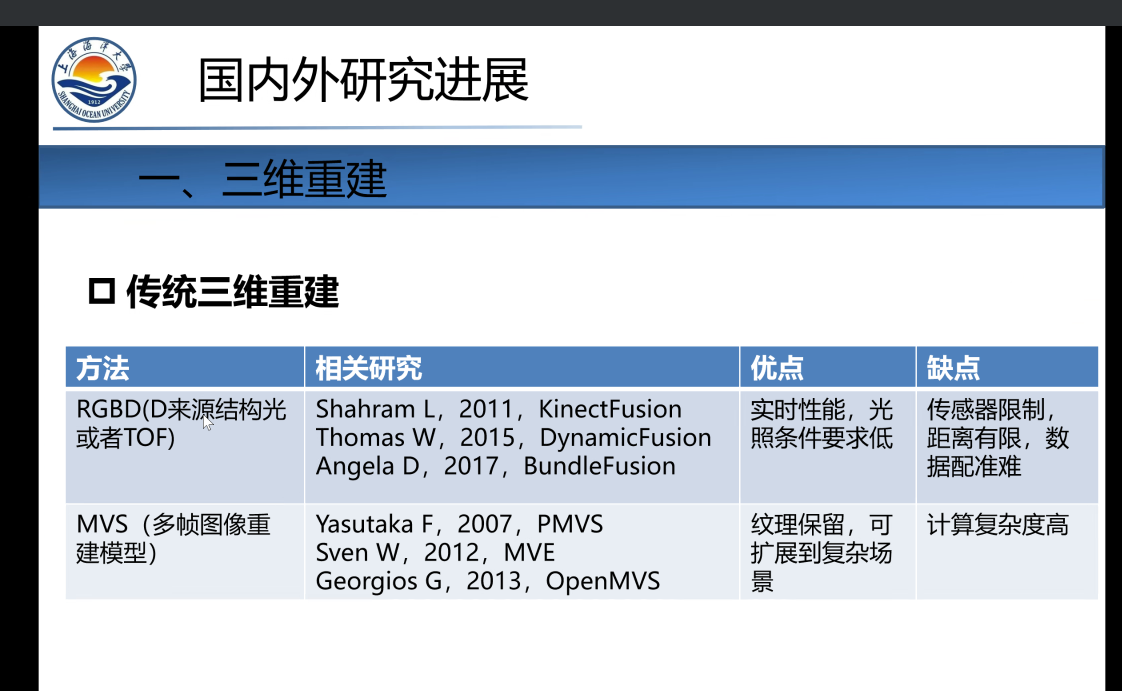 上海海洋大学
SHANGHAI OCEAN UNIVERSITY
1912
国内外研究进展
一、三维重建
传统三维重建
方法
相关研究
优点
缺点
RGBD(D来源结构光
或者TOF)
Shahram L，2011，KinectFusion
Thomas W，2015，DynamicFusion
Angela D，2017，BundleFusion
实时性能，光
照条件要求低
传感器限制，
距离有限，数
据配准难
MVS（多帧图像重
建模型）
Yasutaka F，2007，PMVS
Sven W，2012，MVE
Georgios G，2013，OpenMVS
纹理保留，可
扩展到复杂场
景
计算复杂度高